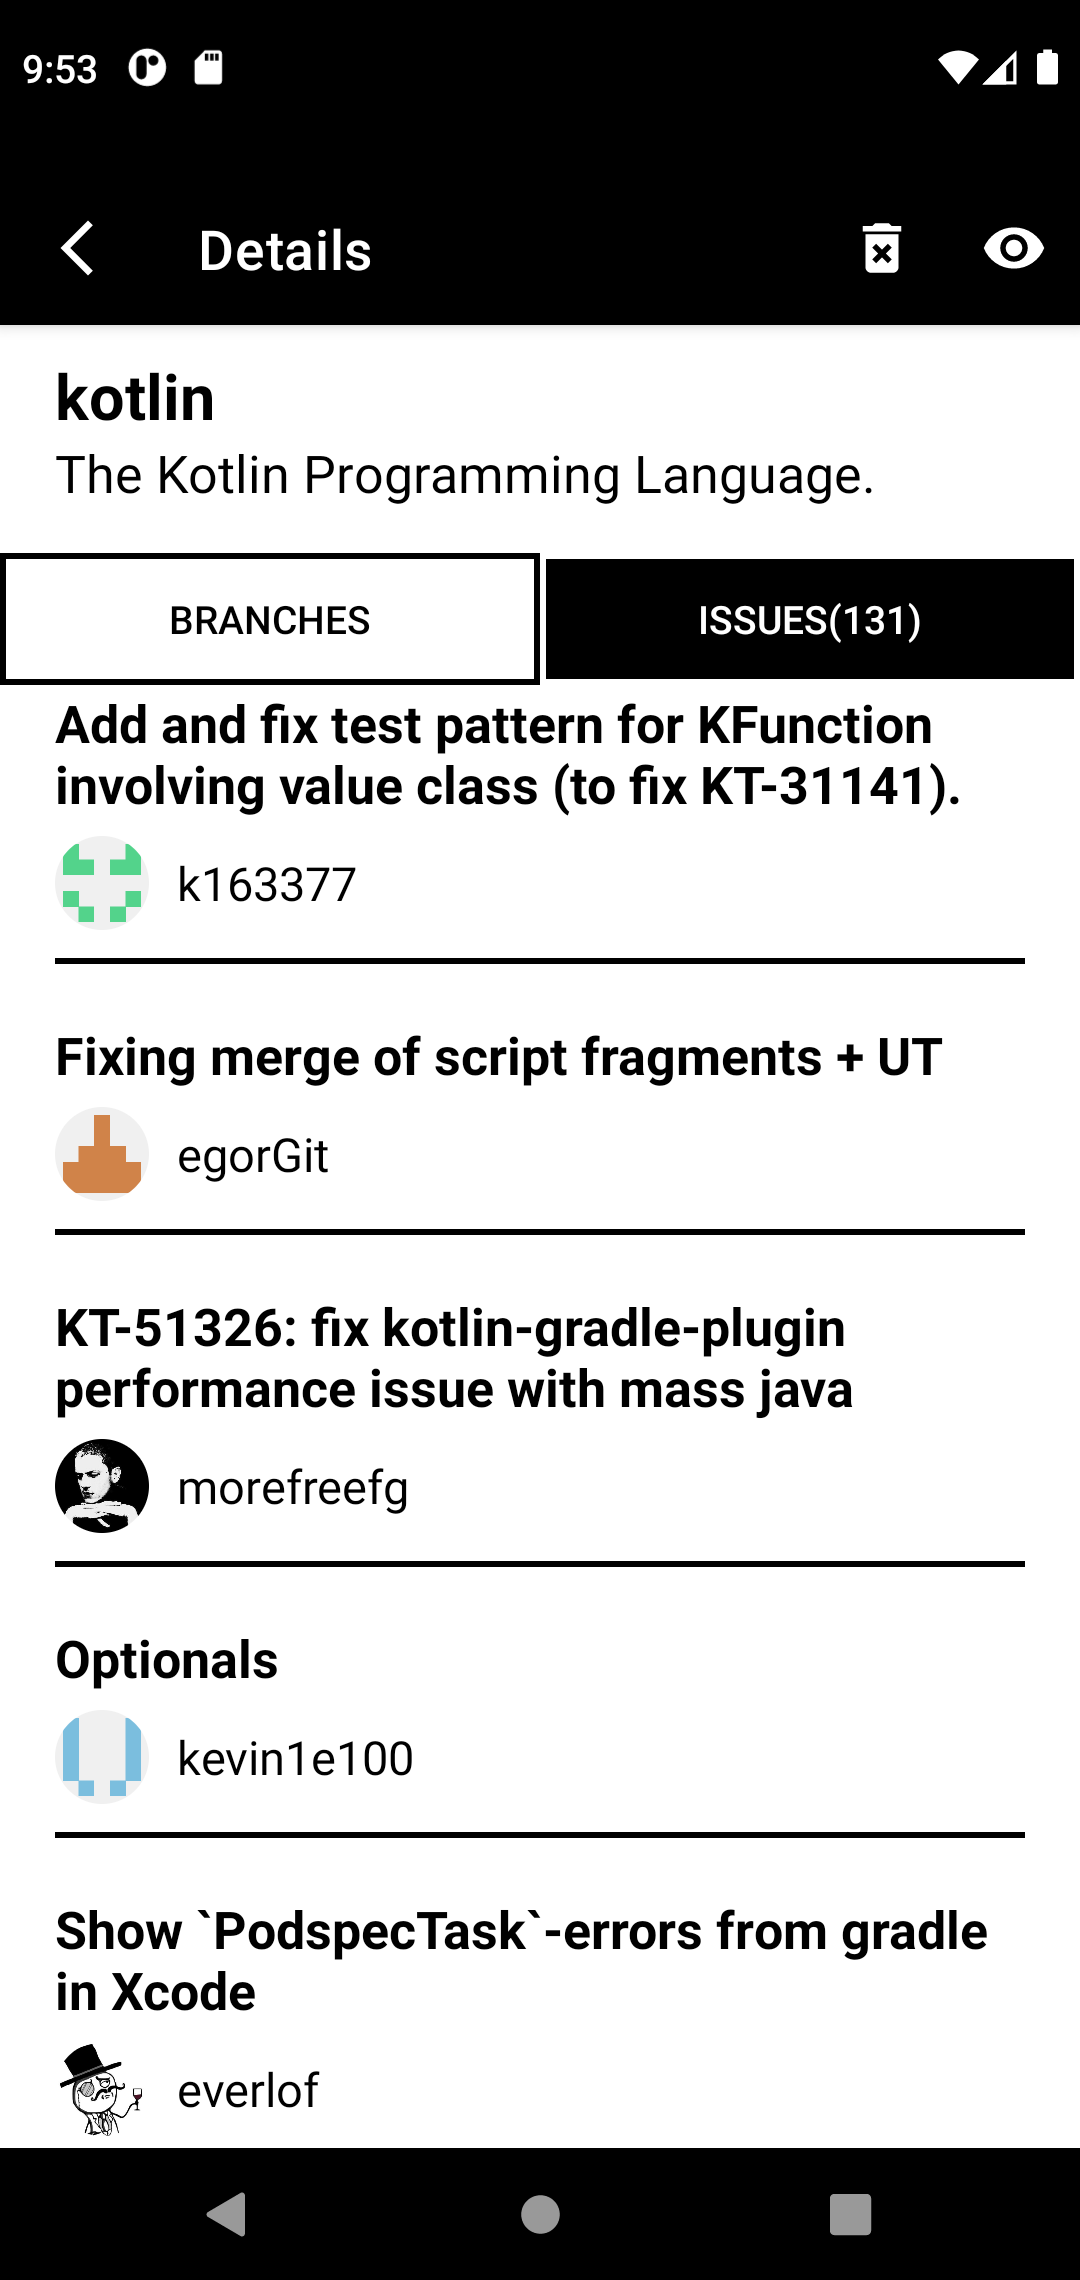 9:53
Details
kotlin
The Kotlin Programming Language.
BRANCHES
ISSUES(131)
Add and fix test pattern for KFunction
involving value class (to fix KT-31141).
k163377
Fixing merge of script fragments + UT
egorGit
KT-51326: fix kotlin-gradle-plugin
performance issue with mass java
morefreefg
Optionals
kevin1e100
Show `PodspecTask`-errors from gradle
in Xcode
everlof